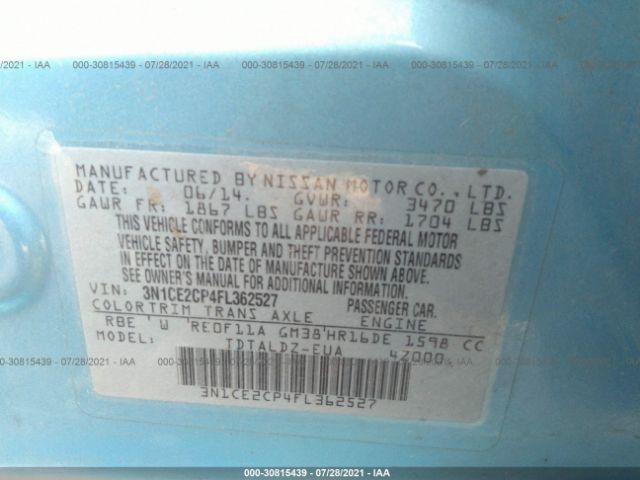 000-30815439 - 07/28/2021 - IAA
MANUFACTURED BY NISSAN MOTOR CO., LTD.
DATE: 06/14. GVWR: 3470 LBS
GAWR FR: 1867 LBS GAWR RR: 1704 LBS
THIS VEHICLE CONFORMS TO ALL APPLICABLE FEDERAL MOTOR
VEHICLE SAFETY, BUMPER AND THEFT PREVENTION STANDARDS
IN EFFECT ON THE DATE OF MANUFACTURE SHOWN ABOVE.
SEE OWNER'S MANUAL FOR ADDITIONAL INFORMATION.
VIN: 3N1CE2CP4FL362527 PASSENGER CAR.
COLOR TRIM TRANS AXLE ENGINE
RBE W RE0F11A GM38 HR16DE 1598 CC
MODEL: TDTALDZ-EUA 4Z000
3N1CE2CP4FL362527
000-30815439 - 07/28/2021 - IAA